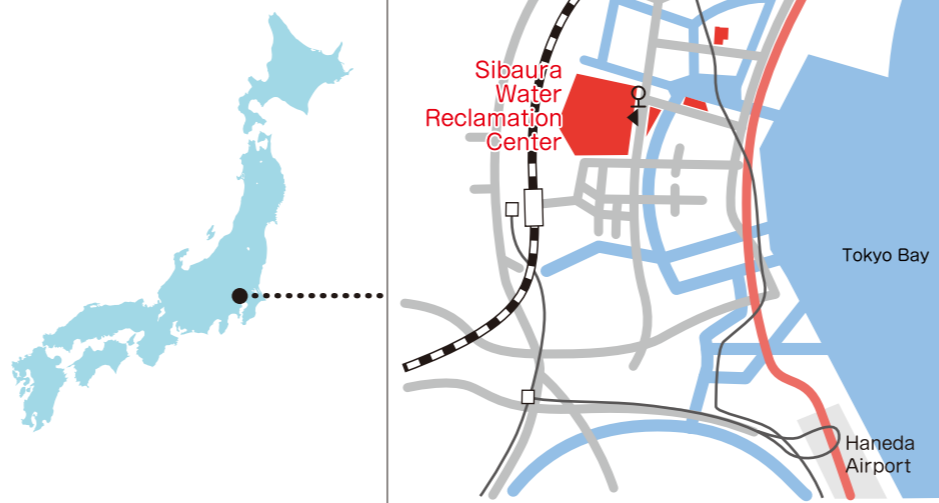 Sibaura
Water
Reclamation
Center
Tokyo Bay
Haneda
Airport